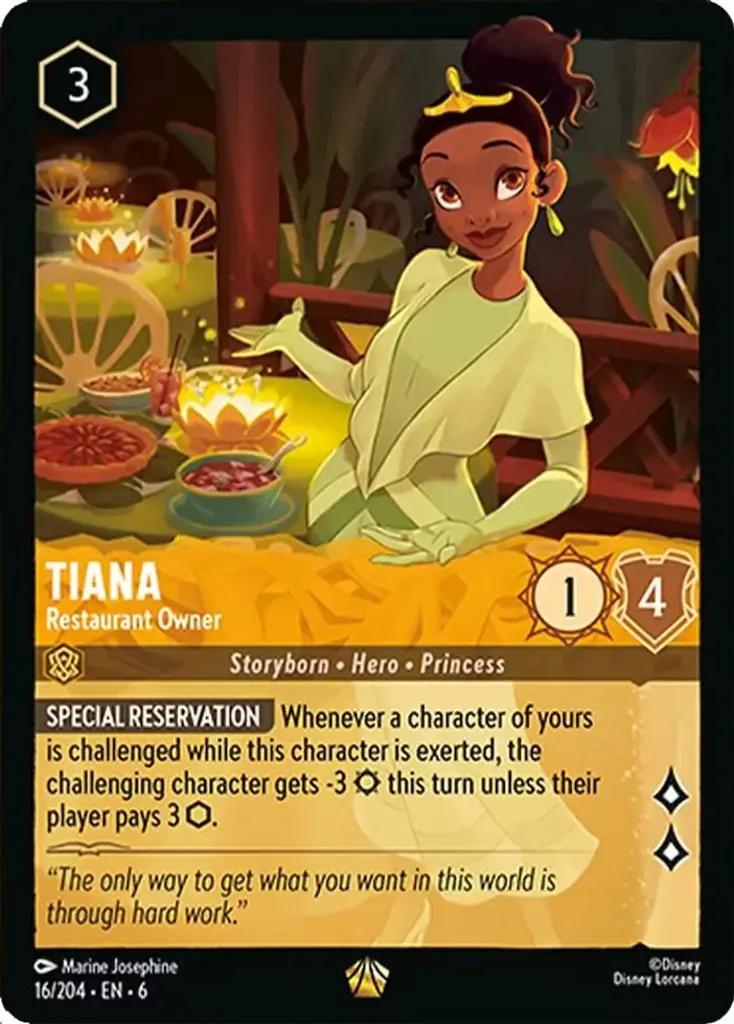 3
TIANA
Restaurant Owner
1
4
Storyborn • Hero • Princess
SPECIAL RESERVATION Whenever a character of yours
is challenged while this character is exerted, the
challenging character gets -3 this turn unless their
player pays 3 .
“The only way to get what you want in this world is
through hard work.”
Marine Josephine
16/204 • EN • 6
©Disney
Disney Lorcana